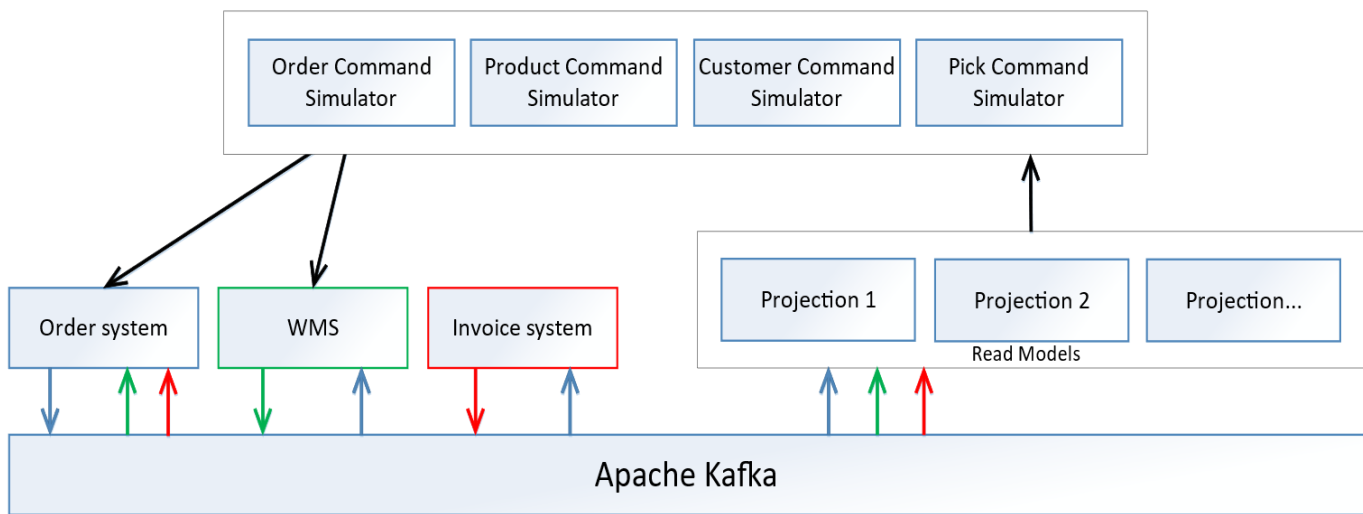 Order Command
Simulator
Product Command
Simulator
Customer Command
Simulator
Pick Command
Simulator
Order system
WMS
Invoice system
Projection 1
Projection 2
Projection...
Read Models
Apache Kafka